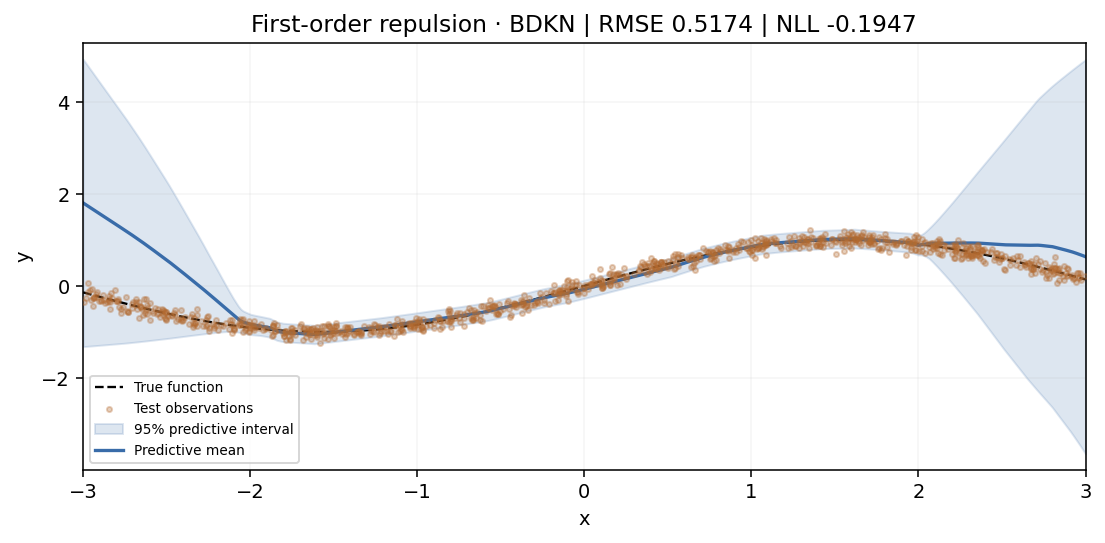 First-order repulsion · BDKN | RMSE 0.5174 | NLL -0.1947
y
4
2
0
−2
True function
Test observations
95% predictive interval
Predictive mean
−3 −2 −1 0 1 2 3
x